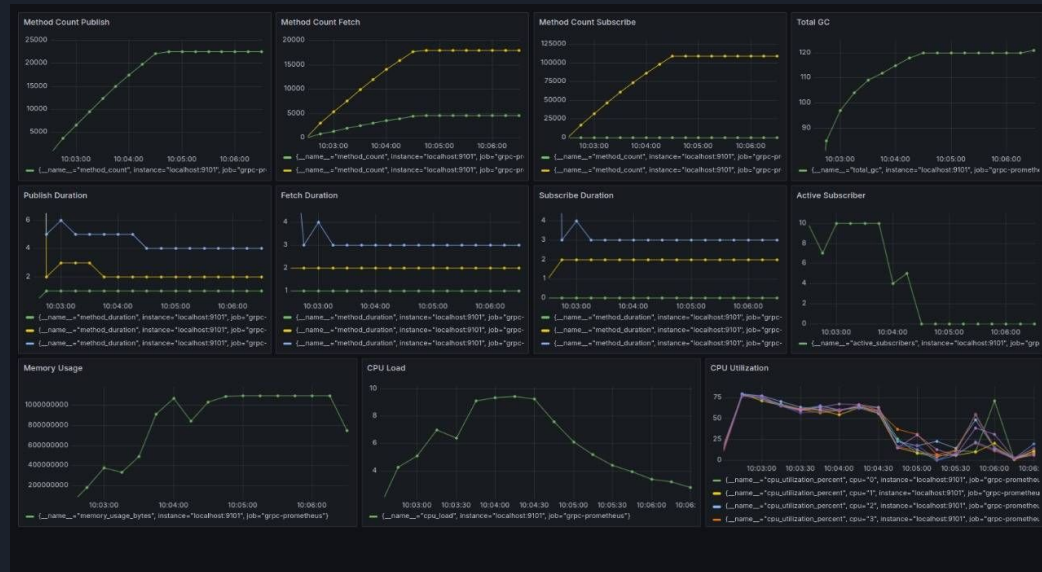 Method Count Publish
25000
20000
15000
10000
5000
10:03:00 10:04:00 10:05:00 10:06:00
{__name__="method_count", instance="localhost:9101", job="grpc-pr
Method Count Fetch
20000
15000
10000
5000
0
10:03:00 10:04:00 10:05:00 10:06:00
{__name__="method_count", instance="localhost:9101", job="grpc-pr
{__name__="method_count", instance="localhost:9101", job="grpc-pr
Method Count Subscribe
125000
100000
75000
50000
25000
0
10:03:00 10:04:00 10:05:00 10:06:00
{__name__="method_count", instance="localhost:9101", job="grpc-pr
{__name__="method_count", instance="localhost:9101", job="grpc-pr
Total GC
120
110
100
90
10:03:00 10:04:00 10:05:00 10:06:00
{__name__="total_gc", instance="localhost:9101", job="grpc-prometh
Publish Duration
6
4
2
10:03:00 10:04:00 10:05:00 10:06:00
{__name__="method_duration", instance="localhost:9101", job="grpc-
{__name__="method_duration", instance="localhost:9101", job="grpc-
{__name__="method_duration", instance="localhost:9101", job="grpc-
Fetch Duration
4
3
2
1
10:03:00 10:04:00 10:05:00 10:06:00
{__name__="method_duration", instance="localhost:9101", job="grpc-
{__name__="method_duration", instance="localhost:9101", job="grpc-
{__name__="method_duration", instance="localhost:9101", job="grpc-
Subscribe Duration
4
3
2
1
0
10:03:00 10:04:00 10:05:00 10:06:00
{__name__="method_duration", instance="localhost:9101", job="grpc-
{__name__="method_duration", instance="localhost:9101", job="grpc-
{__name__="method_duration", instance="localhost:9101", job="grpc-
Active Subscriber
10
8
6
4
2
0
10:03:00 10:04:00 10:05:00 10:06:00
{__name__="active_subscribers", instance="localhost:9101", job="grp
Memory Usage
1000000000
800000000
600000000
400000000
200000000
10:03:00 10:04:00 10:05:00 10:06:00
{__name__="memory_usage_bytes", instance="localhost:9101", job="grpc-prometheus"}
CPU Load
10
8
6
4
10:03:00 10:03:30 10:04:00 10:04:30 10:05:00 10:05:30 10:06:00 10:06:
{__name__="cpu_load", instance="localhost:9101", job="grpc-prometheus"}
CPU Utilization
75
50
25
0
10:03:00 10:03:30 10:04:00 10:04:30 10:05:00 10:05:30 10:06:00 10:06:
{__name__="cpu_utilization_percent", cpu="0", instance="localhost:9101", job="grpc-prometheu
{__name__="cpu_utilization_percent", cpu="1", instance="localhost:9101", job="grpc-prometheus
{__name__="cpu_utilization_percent", cpu="2", instance="localhost:9101", job="grpc-prometheu
{__name__="cpu_utilization_percent", cpu="3", instance="localhost:9101", job="grpc-prometheu